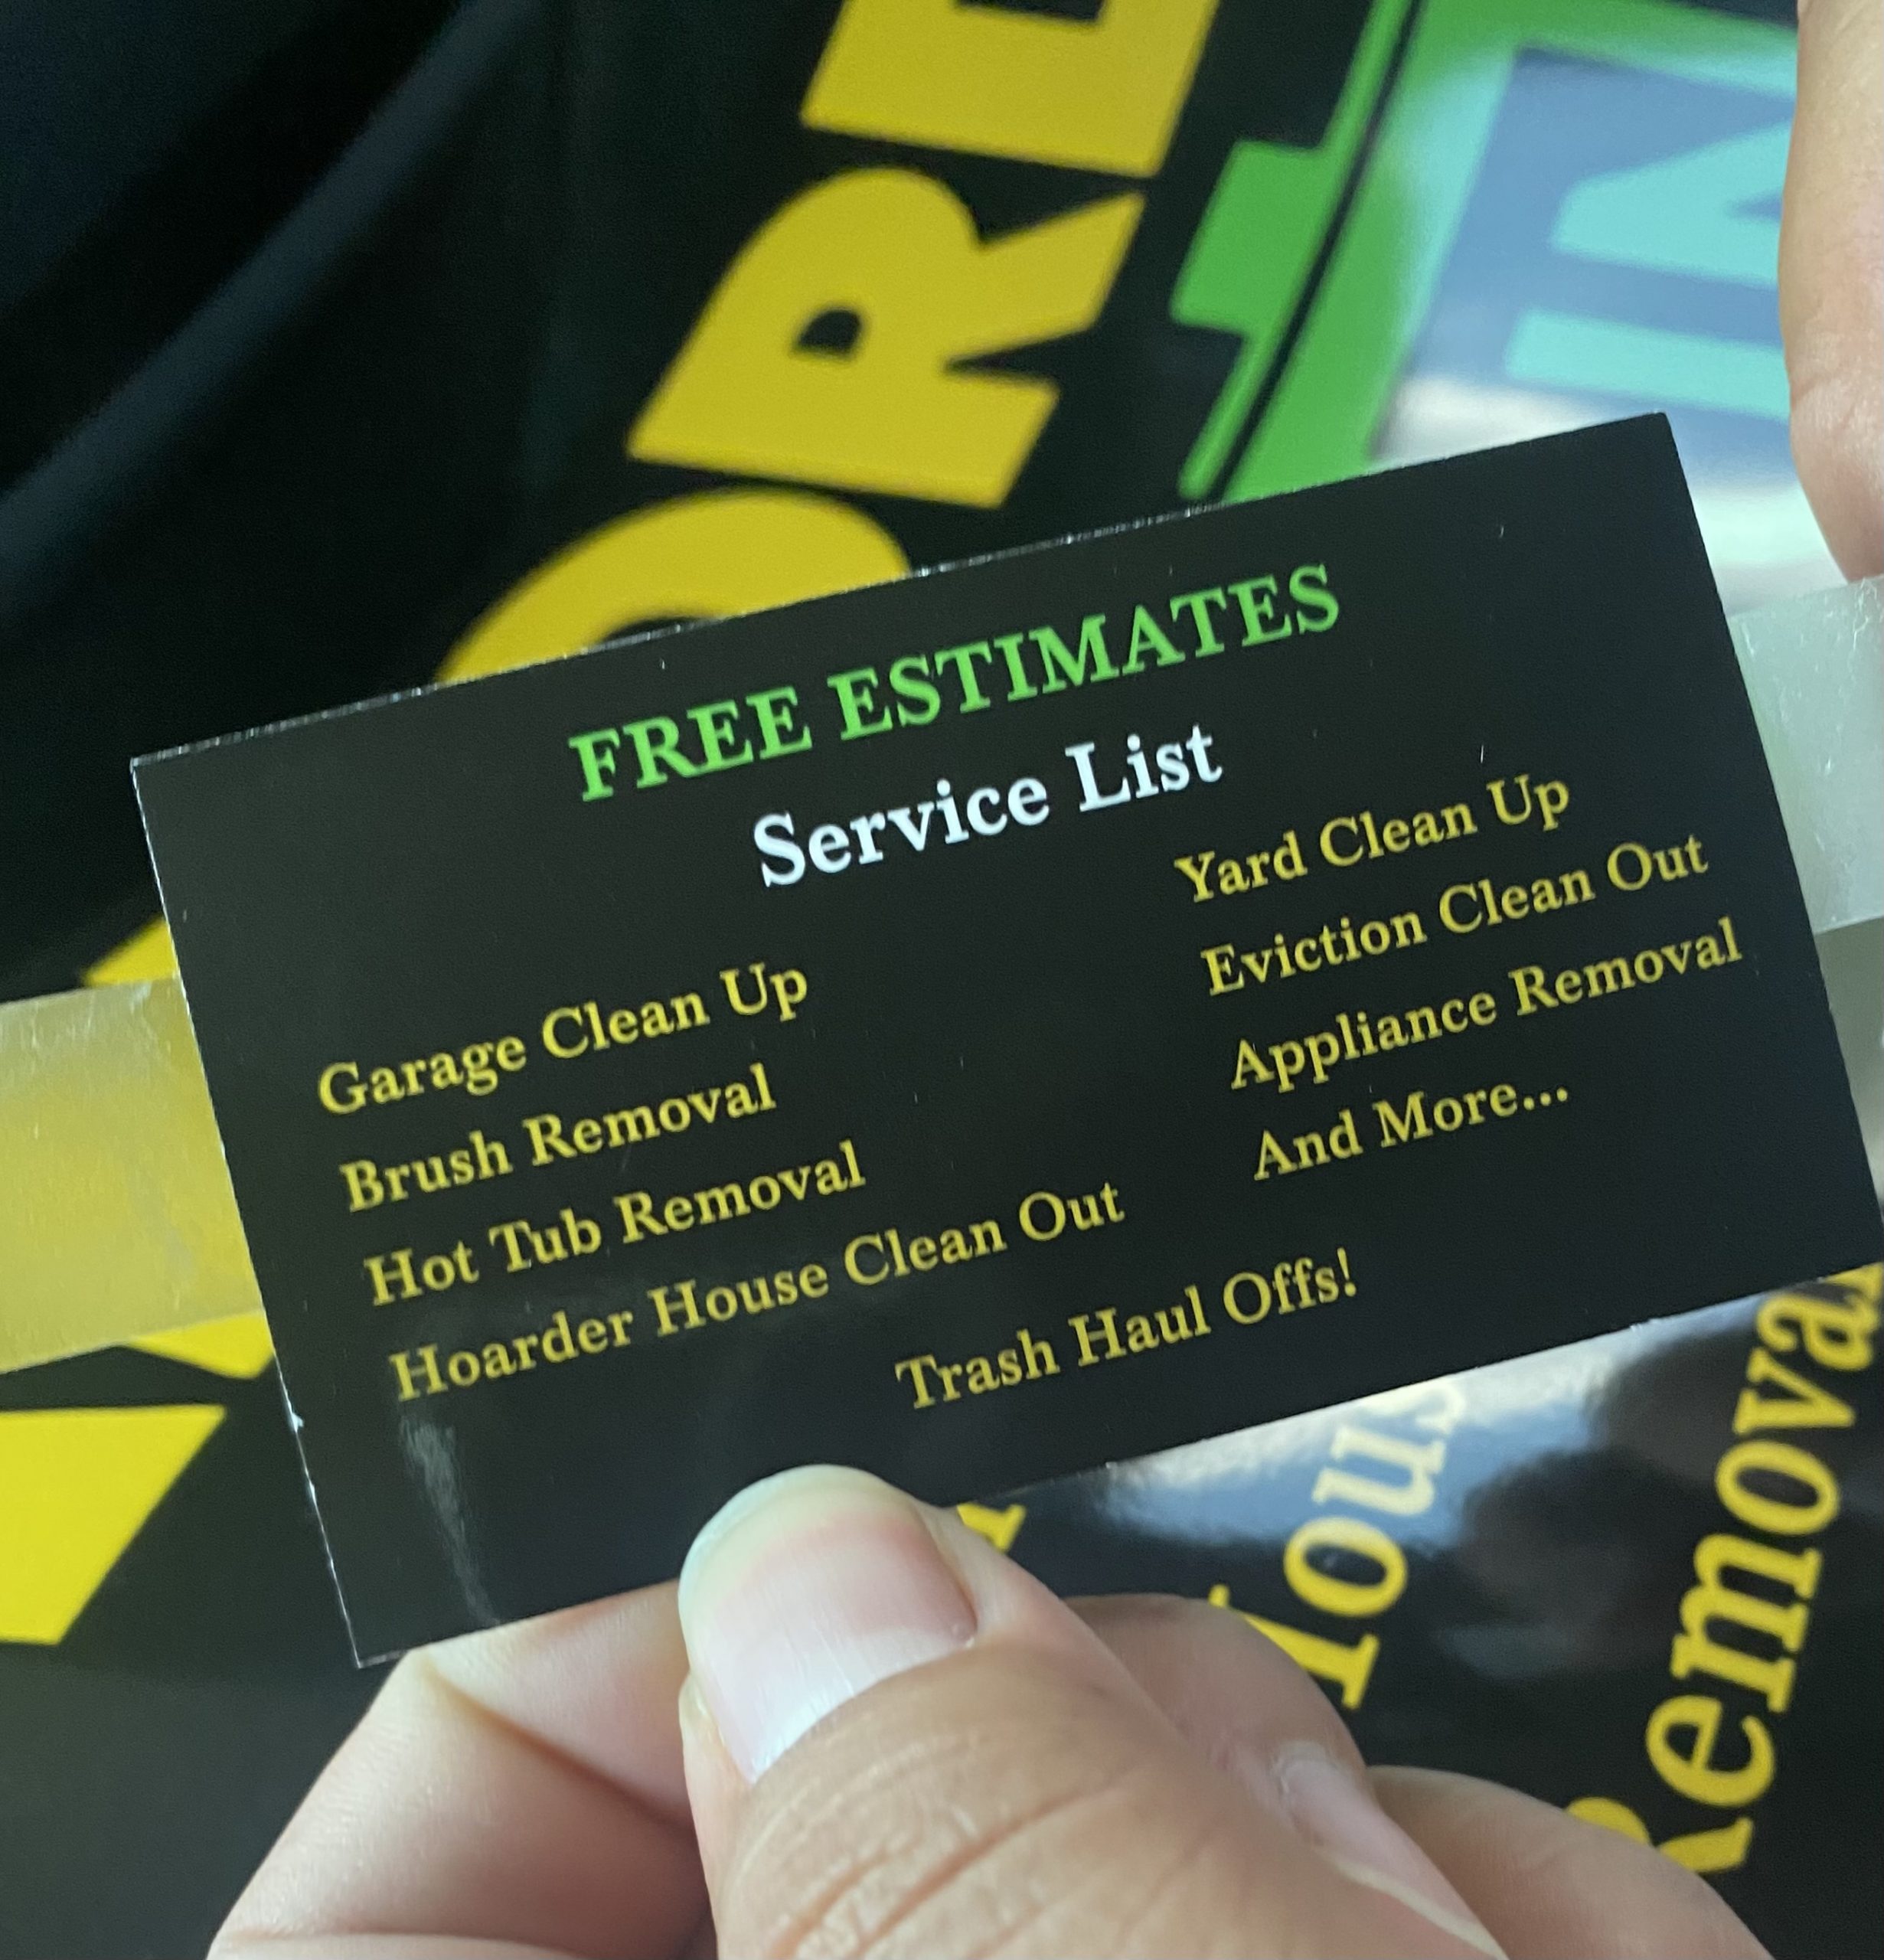 FREE ESTIMATES
Service List
Garage Clean Up
Brush Removal
Hot Tub Removal
Hoarder House Clean Out
Yard Clean Up
Eviction Clean Out
Appliance Removal
And More...
Trash Haul Offs!
Removal